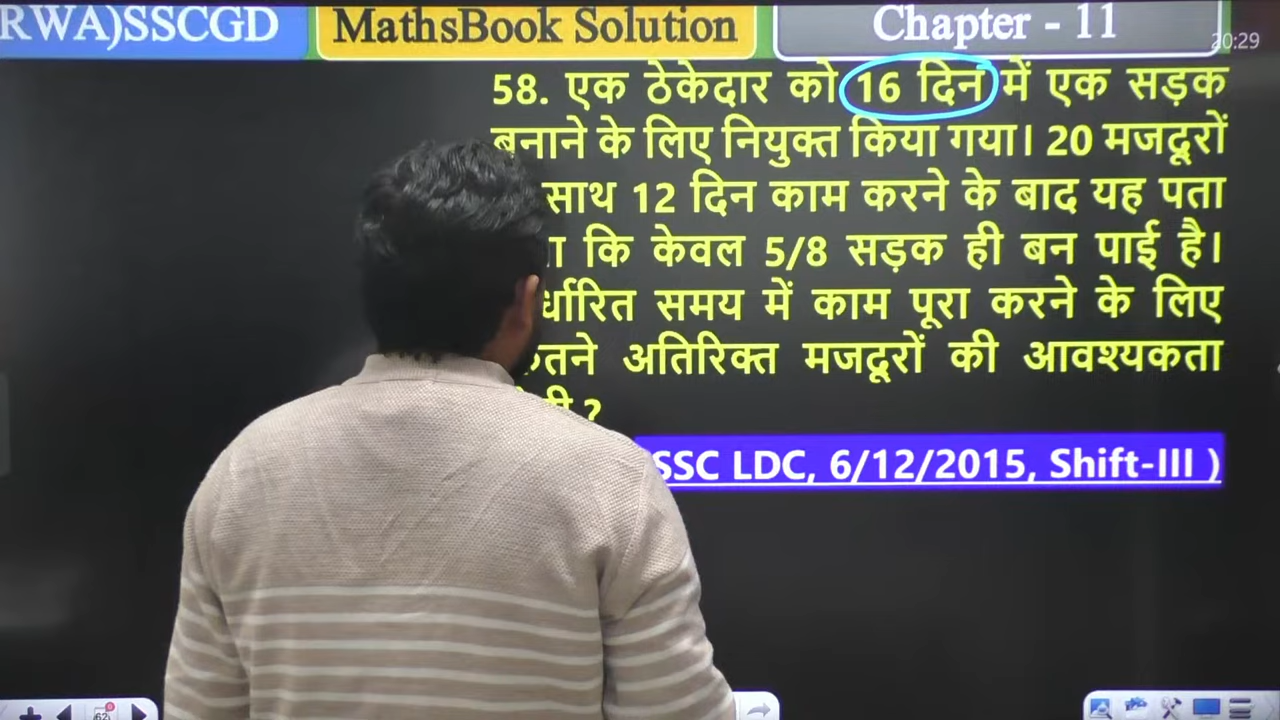 RWA)SSCGD MathsBook Solution Chapter - 11
20:29
58. एक ठेकेदार को 16 दिन में एक सड़क
बनाने के लिए नियुक्त किया गया। 20 मजदूरों
साथ 12 दिन काम करने के बाद यह पता
कि केवल 5/8 सड़क ही बन पाई है।
र्धारित समय में काम पूरा करने के लिए
तने अतिरिक्त मजदूरों की आवश्यकता
?
SSC LDC, 6/12/2015, Shift-III )
62